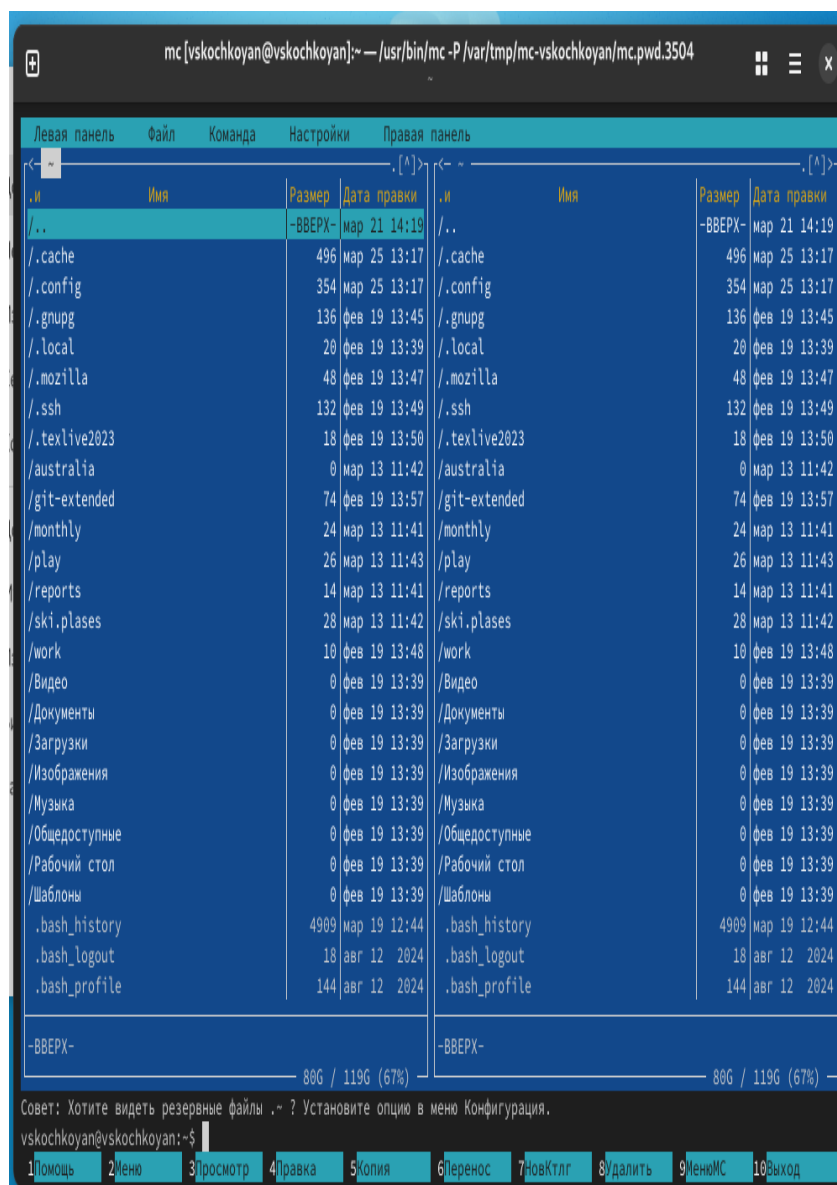 mc [vskochkoyan@vskochkoyan]:~ — /usr/bin/mc -P /var/tmp/mc-vskochkoyan/mc.pwd.3504
~
Левая панель Файл Команда Настройки Правая панель
<- ~ .[^]> <- ~ .[^]>
.и Имя Размер Дата правки .и Имя Размер Дата правки
/.. -ВВЕРХ- мар 21 14:19 /.. -ВВЕРХ- мар 21 14:19
/.cache 496 мар 25 13:17 /.cache 496 мар 25 13:17
/.config 354 мар 25 13:17 /.config 354 мар 25 13:17
/.gnupg 136 фев 19 13:45 /.gnupg 136 фев 19 13:45
/.local 20 фев 19 13:39 /.local 20 фев 19 13:39
/.mozilla 48 фев 19 13:47 /.mozilla 48 фев 19 13:47
/.ssh 132 фев 19 13:49 /.ssh 132 фев 19 13:49
/.texlive2023 18 фев 19 13:50 /.texlive2023 18 фев 19 13:50
/australia 0 мар 13 11:42 /australia 0 мар 13 11:42
/git-extended 74 фев 19 13:57 /git-extended 74 фев 19 13:57
/monthly 24 мар 13 11:41 /monthly 24 мар 13 11:41
/play 26 мар 13 11:43 /play 26 мар 13 11:43
/reports 14 мар 13 11:41 /reports 14 мар 13 11:41
/ski.plases 28 мар 13 11:42 /ski.plases 28 мар 13 11:42
/work 10 фев 19 13:48 /work 10 фев 19 13:48
/Видео 0 фев 19 13:39 /Видео 0 фев 19 13:39
/Документы 0 фев 19 13:39 /Документы 0 фев 19 13:39
/Загрузки 0 фев 19 13:39 /Загрузки 0 фев 19 13:39
/Изображения 0 фев 19 13:39 /Изображения 0 фев 19 13:39
/Музыка 0 фев 19 13:39 /Музыка 0 фев 19 13:39
/Общедоступные 0 фев 19 13:39 /Общедоступные 0 фев 19 13:39
/Рабочий стол 0 фев 19 13:39 /Рабочий стол 0 фев 19 13:39
/Шаблоны 0 фев 19 13:39 /Шаблоны 0 фев 19 13:39
.bash_history 4909 мар 19 12:44 .bash_history 4909 мар 19 12:44
.bash_logout 18 авг 12 2024 .bash_logout 18 авг 12 2024
.bash_profile 144 авг 12 2024 .bash_profile 144 авг 12 2024
-ВВЕРХ- -ВВЕРХ-
80G / 119G (67%) 80G / 119G (67%)
Совет: Хотите видеть резервные файлы .~ ? Установите опцию в меню Конфигурация.
vskochkoyan@vskochkoyan:~$
1Помощь 2Меню 3Просмотр 4Правка 5Копия 6Перенос 7НовКтлг 8Удалить 9МенюМС 10Выход